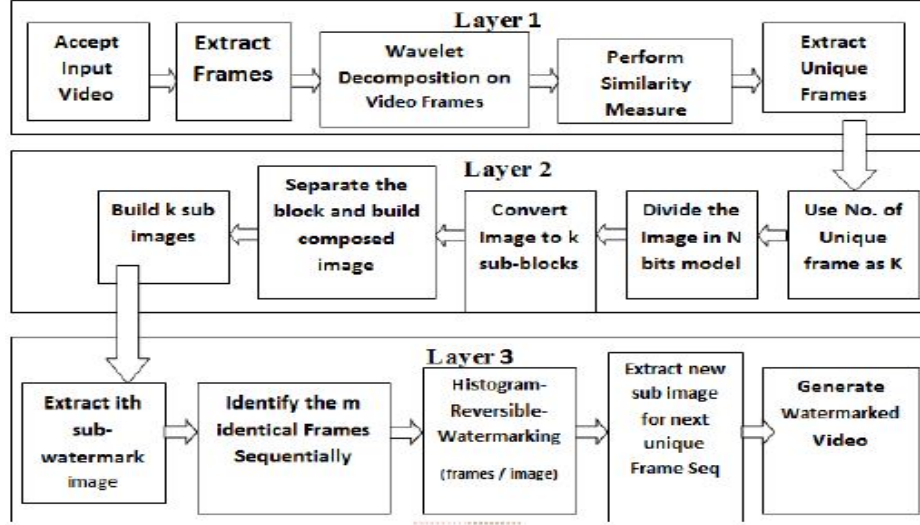 Layer 1
Accept
Input
Video
Extract
Frames
Wavelet
Decomposition on
Video Frames
Perform
Similarity
Measure
Extract
Unique
Frames
Layer 2
Build k sub
images
Separate the
block and build
composed
image
Convert
Image to k
sub-blocks
Divide the
Image in N
bits model
Use No. of
Unique
frame as K
Layer 3
Extract ith
sub-
watermark
image
Identify the m
identical Frames
Sequentially
Histogram-
Reversible-
Watermarking
(frames / image)
Extract new
sub image
for next
unique
Frame Seq
Generate
Watermarked
Video